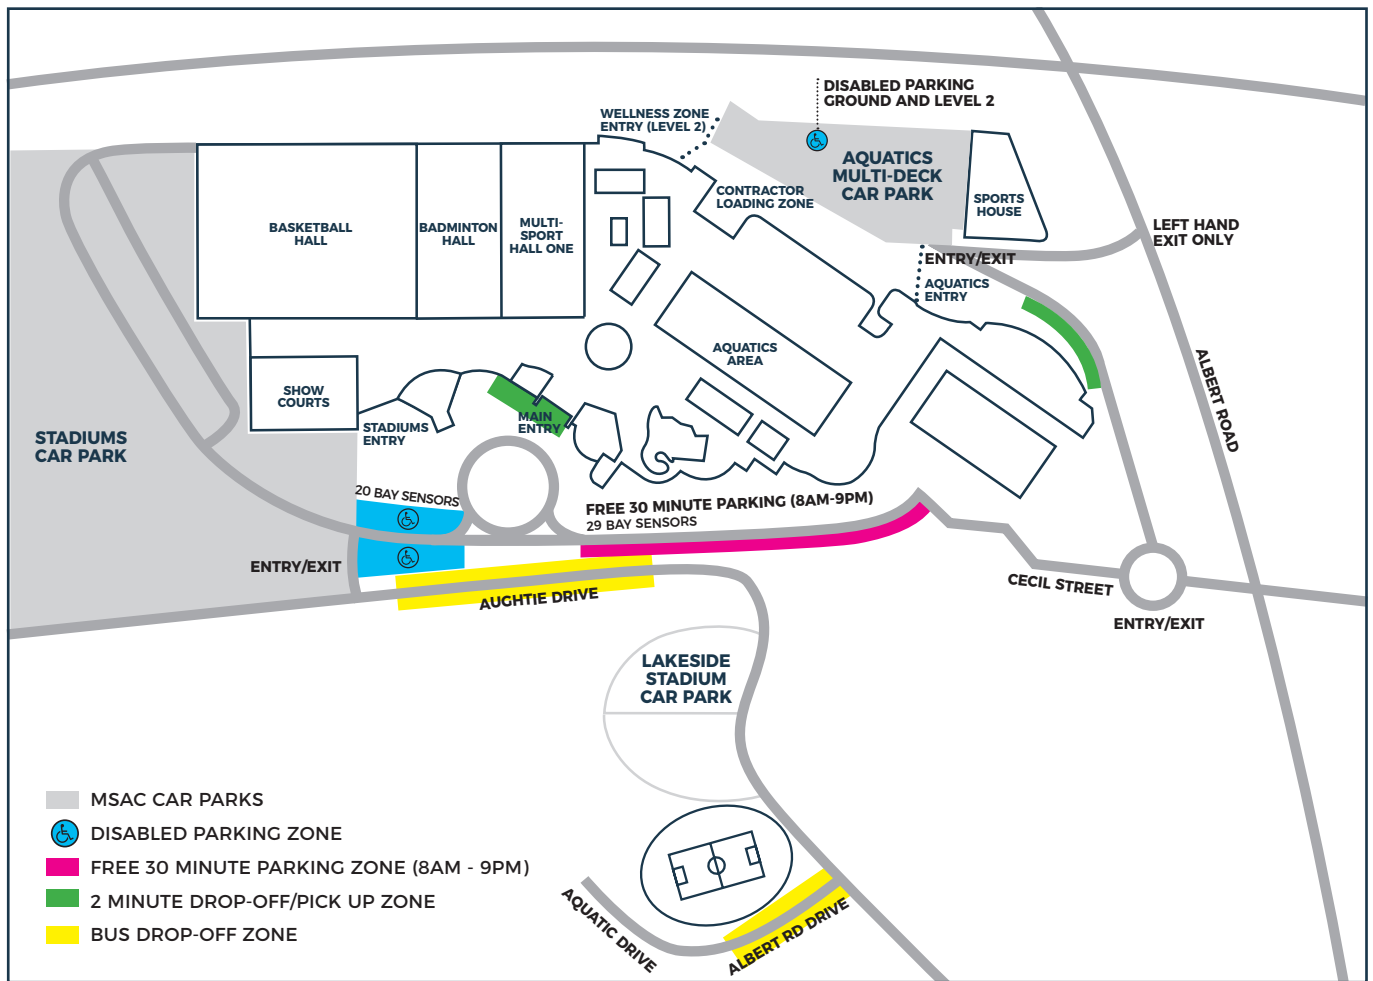 DISABLED PARKING
GROUND AND LEVEL 2
WELLNESS ZONE
ENTRY (LEVEL 2)
AQUATICS
MULTI-DECK
CAR PARK
CONTRACTOR
LOADING ZONE
SPORTS
HOUSE
BASKETBALL
HALL
BADMINTON
HALL
MULTI-
SPORT
HALL ONE
LEFT HAND
EXIT ONLY
ENTRY/EXIT
AQUATICS
ENTRY
AQUATICS
AREA
ALBERT ROAD
SHOW
COURTS
MAIN
ENTRY
STADIUMS
ENTRY
STADIUMS
CAR PARK
20 BAY SENSORS
FREE 30 MINUTE PARKING (8AM-9PM)
29 BAY SENSORS
ENTRY/EXIT
CECIL STREET
AUGHTIE DRIVE
ENTRY/EXIT
LAKESIDE
STADIUM
CAR PARK
MSAC CAR PARKS
DISABLED PARKING ZONE
FREE 30 MINUTE PARKING ZONE (8AM - 9PM)
2 MINUTE DROP-OFF/PICK UP ZONE
BUS DROP-OFF ZONE
AQUATIC DRIVE
ALBERT RD DRIVE